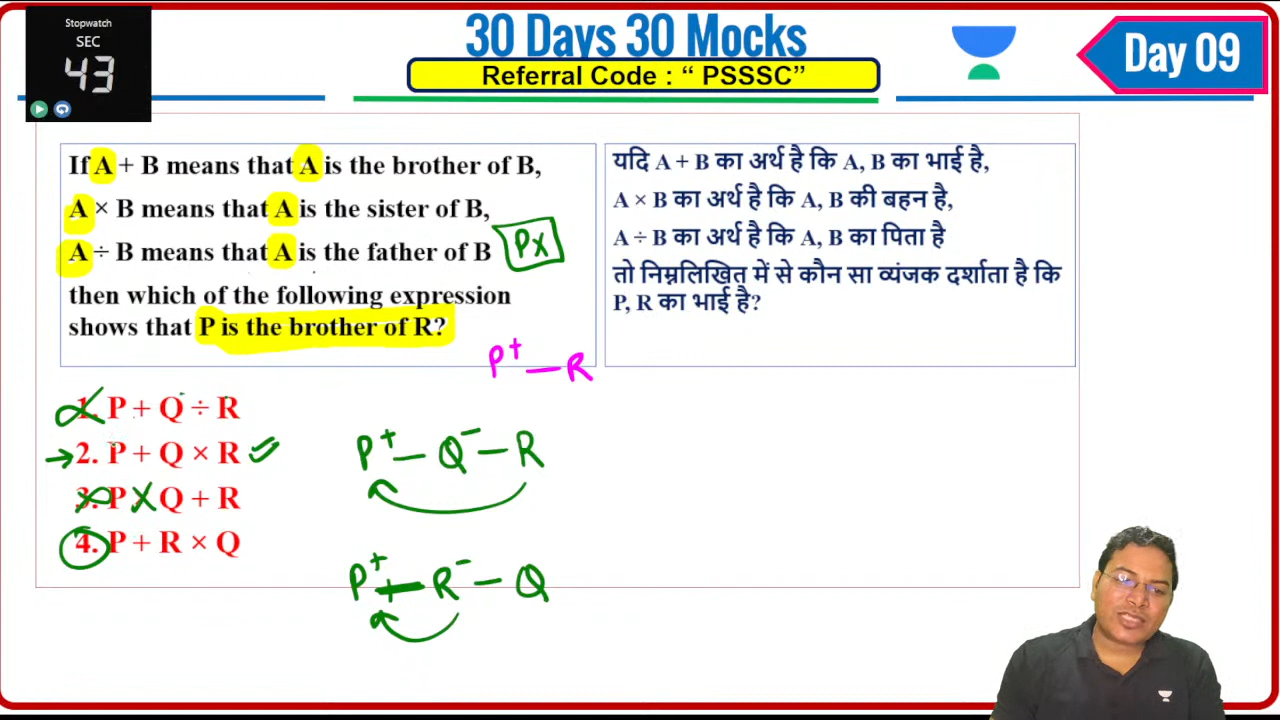 Stopwatch
SEC
43
30 Days 30 Mocks
Referral Code : “ PSSSC”
Day 09
If A + B means that A is the brother of B,
A × B means that A is the sister of B,
A ÷ B means that A is the father of B
then which of the following expression
shows that P is the brother of R?
PX
यदि A + B का अर्थ है कि A, B का भाई है,
A × B का अर्थ है कि A, B की बहन है,
A ÷ B का अर्थ है कि A, B का पिता है
तो निम्नलिखित में से कौन सा व्यंजक दर्शाता है कि
P, R का भाई है?
P+ — R
1. P + Q ÷ R
2. P + Q × R
3. P × Q + R
4. P + R × Q
P+ — Q- — R
P+ — R- — Q